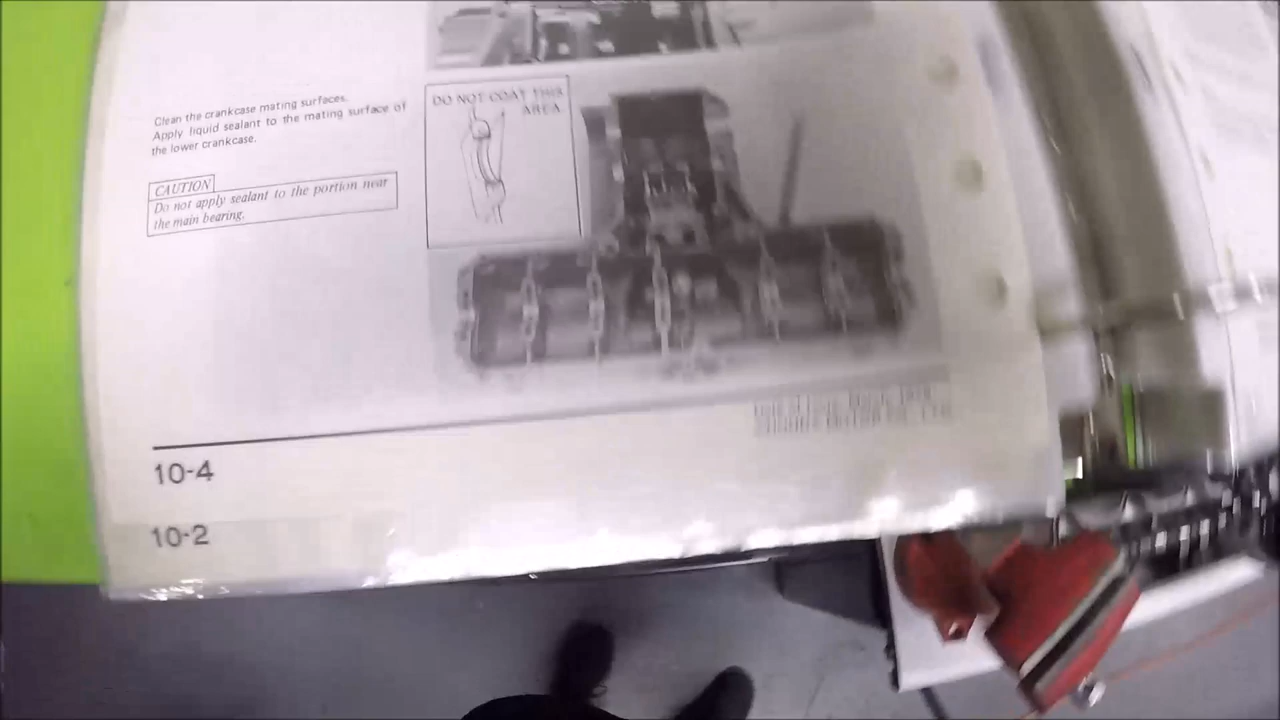 Clean the crankcase mating surfaces.
Apply liquid sealant to the mating surface of
the lower crankcase.
DO NOT COAT THIS
AREA
CAUTION
Do not apply sealant to the portion near
the main bearing.
10-4
10-2